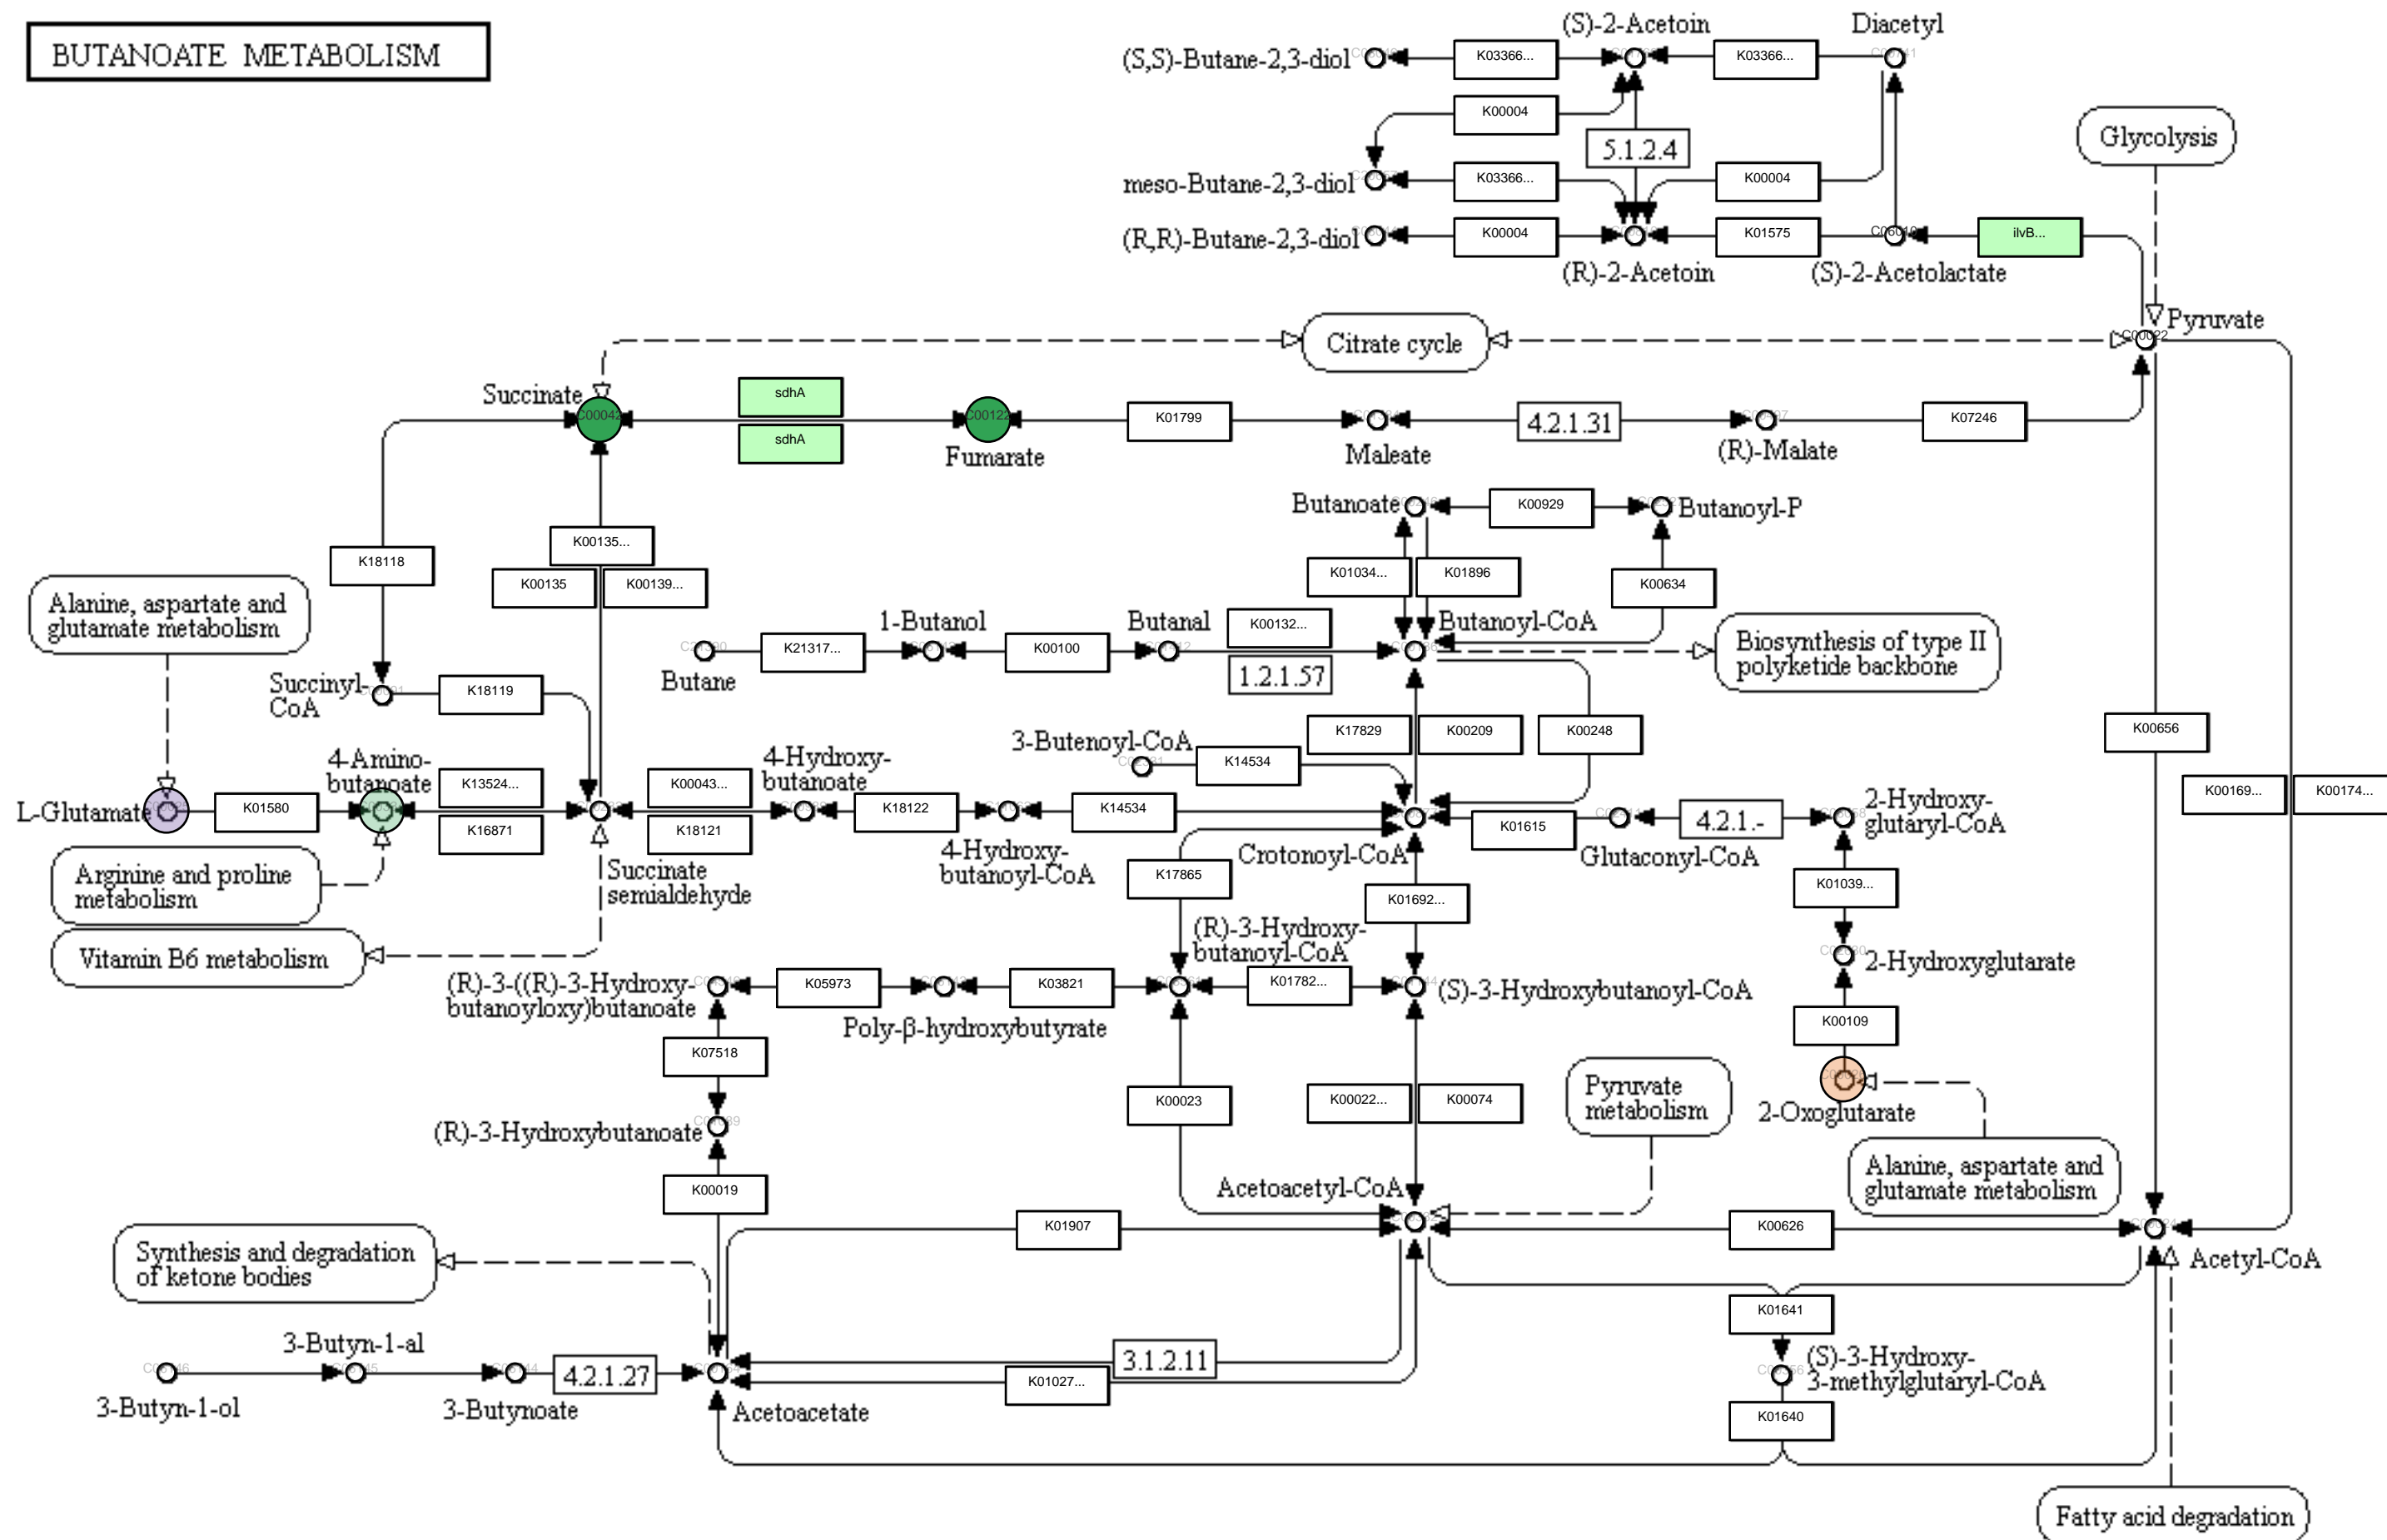 BUTANOATE METABOLISM
(S)-2-Acetoin
Diacetyl
(S,S)-Butane-2,3-diol
K03366...
K03366...
K00004
5.1.2.4
Glycolysis
meso-Butane-2,3-diol
K03366...
K00004
(R,R)-Butane-2,3-diol
K00004
K01575
ilvB...
(R)-2-Acetoin
(S)-2-Acetolactate
Pyruvate
C00022
Citrate cycle
Succinate
sdhA
C00042
C00122
K01799
4.2.1.31
K07246
sdhA
Fumarate
Maleate
(R)-Malate
Butanoate
K00929
Butanoyl-P
K00135...
K18118
K00135
K00139...
K01034...
K01896
K00634
Alanine, aspartate and
glutamate metabolism
1-Butanol
Butanal
K00132...
Butanoyl-CoA
K21317...
K00100
1.2.1.57
Biosynthesis of type II
polyketide backbone
Butane
Succinyl-
CoA
K18119
K17829
K00209
K00248
K00656
3-Butenoyl-CoA
K14534
4-Amino-
butanoate
4-Hydroxy-
butanoate
K13524...
K00043...
K00169...
K00174...
L-Glutamate
K01580
K16871
K18121
K18122
K14534
K01615
4.2.1.-
2-Hydroxy-
glutaryl-CoA
Arginine and proline
metabolism
Succinate
semialdehyde
4-Hydroxy-
butanoyl-CoA
Crotonoyl-CoA
Glutaconyl-CoA
K17865
K01692...
K01039...
Vitamin B6 metabolism
(R)-3-Hydroxy-
butanoyl-CoA
2-Hydroxyglutarate
(R)-3-((R)-3-Hydroxy-
butanoyloxy)butanoate
K05973
K03821
K01782...
(S)-3-Hydroxybutanoyl-CoA
Poly-β-hydroxybutyrate
K00109
K07518
K00023
K00022...
K00074
Pyruvate
metabolism
2-Oxoglutarate
(R)-3-Hydroxybutanoate
Alanine, aspartate and
glutamate metabolism
K00019
Acetoacetyl-CoA
K01907
K00626
Synthesis and degradation
of ketone bodies
Acetyl-CoA
K01641
3-Butyn-1-al
3.1.2.11
4.2.1.27
K01027...
(S)-3-Hydroxy-
3-methylglutaryl-CoA
3-Butyn-1-ol
3-Butynoate
Acetoacetate
K01640
Fatty acid degradation